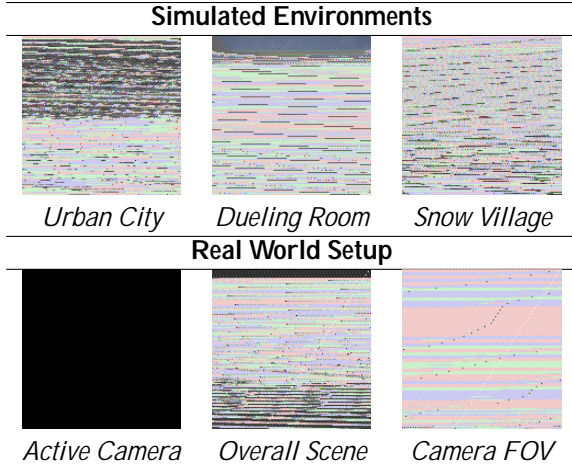 Simulated Environments
Urban City Dueling Room Snow Village
Real World Setup
Active Camera Overall Scene Camera FOV